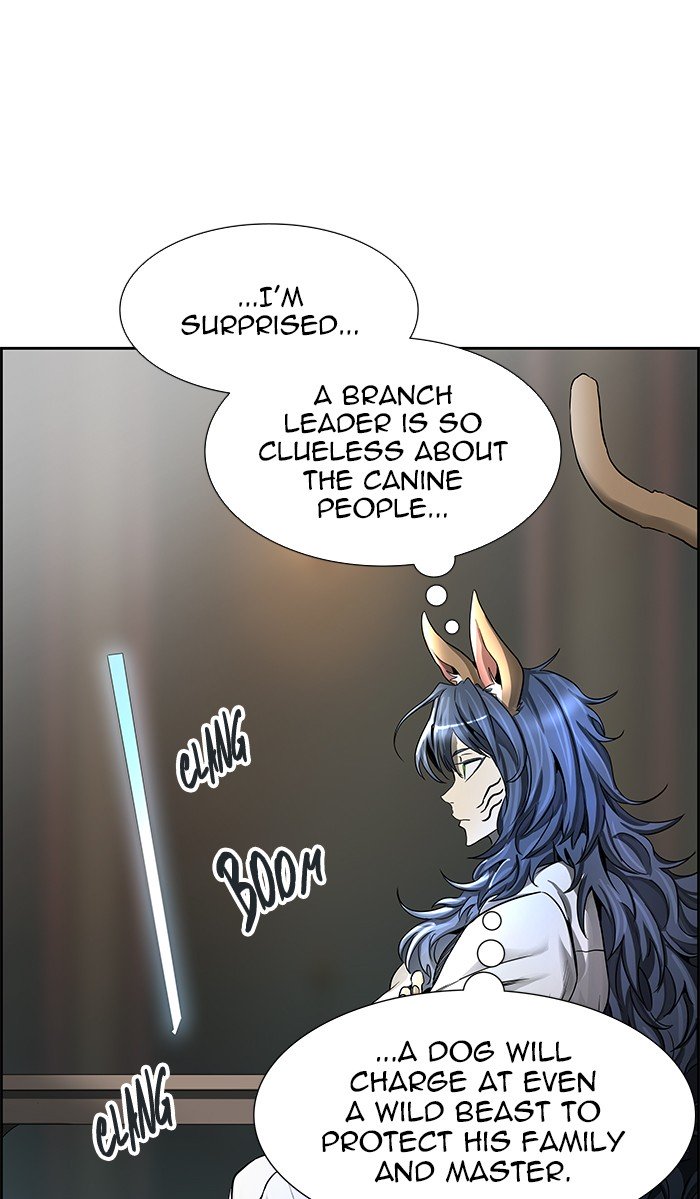 ...I'M
SURPRISED...
A BRANCH
LEADER IS SO
CLUELESS ABOUT
THE CANINE
PEOPLE...
CLANG
BOOM
CLANG
...A DOG WILL
CHARGE AT EVEN
A WILD BEAST TO
PROTECT HIS FAMILY
AND MASTER.